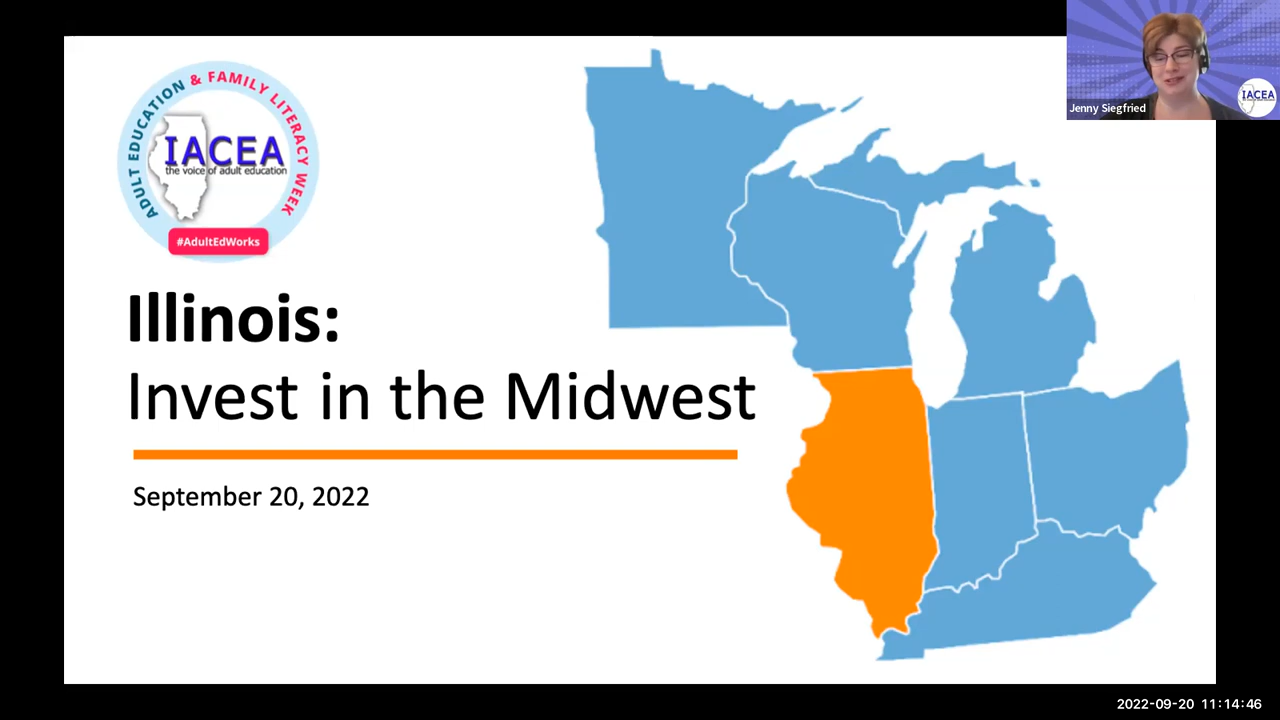 ADULT EDUCATION & FAMILY LITERACY WEEK
IACEA
the voice of adult education
#AdultEdWorks
Illinois:
Invest in the Midwest
September 20, 2022
Jenny Siegfried
IACEA
2022-09-20 11:14:46